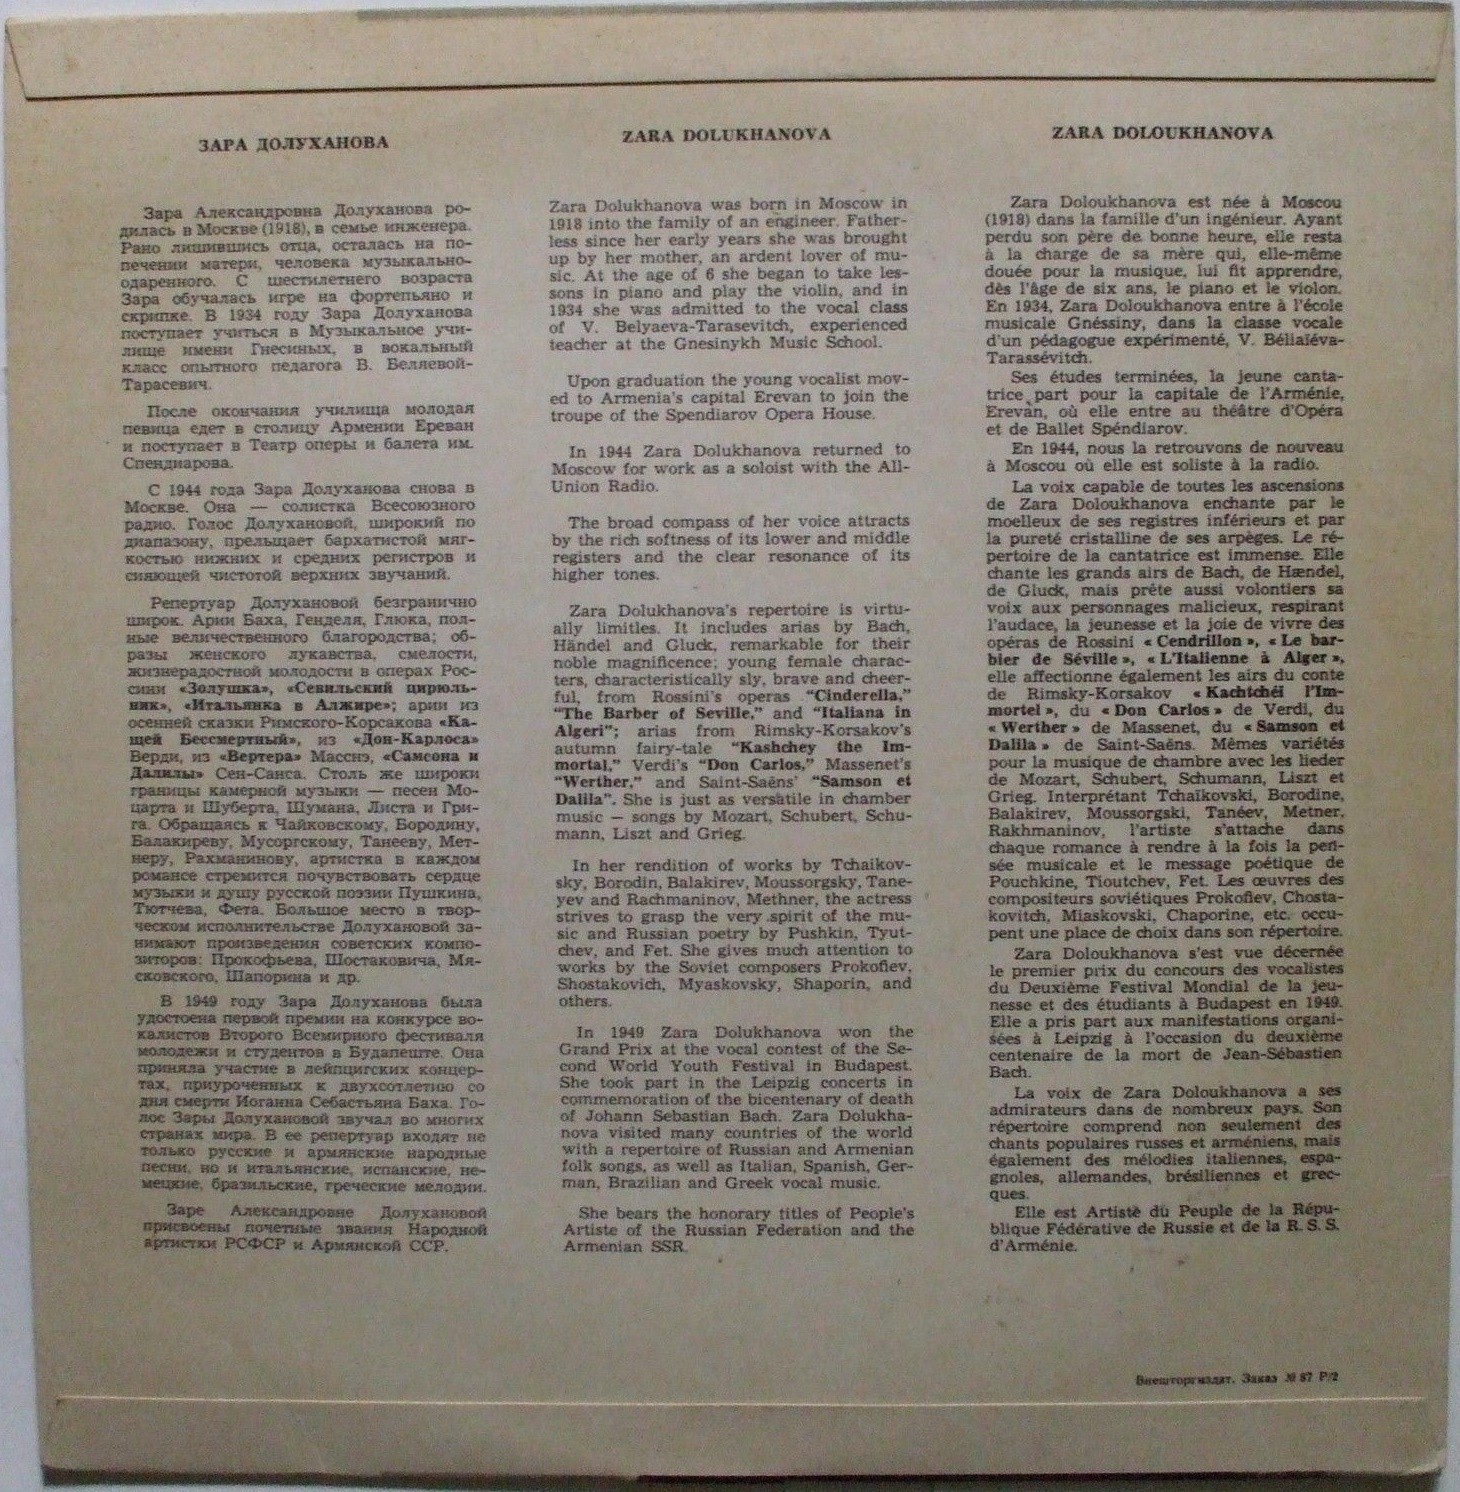 ЗАРА ДОЛУХАНОВА
Зара Александровна Долуханова ро-
дилась в Москве (1918), в семье инженера.
Рано лишившись отца, осталась на по-
печении матери, человека музыкально-
одаренного. С шестилетнего возраста
Зара обучалась игре на фортепьяно и
скрипке. В 1934 году Зара Долуханова
поступает учиться в Музыкальное учи-
лище имени Гнесиных, в вокальный
класс опытного педагога В. Беляевой-
Тарасевич.
После окончания училища молодая
певица едет в столицу Армении Ереван
и поступает в Театр оперы и балета им.
Спендиарова.
С 1944 года Зара Долуханова снова в
Москве. Она — солистка Всесоюзного
радио. Голос Долухановой, широкий по
диапазону, прельщает бархатистой мяг-
костью нижних и средних регистров и
сияющей чистотой верхних звучаний.
Репертуар Долухановой безгранично
широк. Арии Баха, Генделя, Глюка, пол-
ные величественного благородства; об-
разы женского лукавства, смелости,
жизнерадостной молодости в операх Рос-
сини «Золушка», «Севильский цирюль-
ник», «Итальянка в Алжире»; арии из
осенней сказки Римского-Корсакова «Ка-
щей Бессмертный», из «Дон-Карлоса»
Верди, из «Вертера» Масснэ, «Самсона и
Далилы» Сен-Санса. Столь же широки
границы камерной музыки — песен Мо-
царта и Шуберта, Шумана, Листа и Гри-
га. Обращаясь к Чайковскому, Бородину,
Балакиреву, Мусоргскому, Танееву, Мет-
неру, Рахманинову, артистка в каждом
романсе стремится почувствовать сердце
музыки и душу русской поэзии Пушкина,
Тютчева, Фета. Большое место в твор-
ческом исполнительстве Долухановой за-
нимают произведения советских компо-
зиторов: Прокофьева, Шостаковича, Мя-
сковского, Шапорина и др.
В 1949 году Зара Долуханова была
удостоена первой премии на конкурсе во-
калистов Второго Всемирного фестиваля
молодежи и студентов в Будапеште. Она
приняла участие в лейпцигских концер-
тах, приуроченных к двухсотлетию со
дня смерти Иоганна Себастьяна Баха. Го-
лос Зары Долухановой звучал во многих
странах мира. В ее репертуар входят не
только русские и армянские народные
песни, но и итальянские, испанские, не-
мецкие, бразильские, греческие мелодии.
Заре Александровне Долухановой
присвоены почетные звания Народной
артистки РСФСР и Армянской ССР.
ZARA DOLUKHANOVA
Zara Dolukhanova was born in Moscow in
1918 into the family of an engineer. Father-
less since her early years she was brought
up by her mother, an ardent lover of mu-
sic. At the age of 6 she began to take les-
sons in piano and play the violin, and in
1934 she was admitted to the vocal class
of V. Belyaeva-Tarasevitch, experienced
teacher at the Gnesinykh Music School.
Upon graduation the young vocalist mov-
ed to Armenia's capital Erevan to join the
troupe of the Spendiarov Opera House.
In 1944 Zara Dolukhanova returned to
Moscow for work as a soloist with the All-
Union Radio.
The broad compass of her voice attracts
by the rich softness of its lower and middle
registers and the clear resonance of its
higher tones.
Zara Dolukhanova's repertoire is virtu-
ally limitles. It includes arias by Bach,
Händel and Gluck, remarkable for their
noble magnificence; young female charac-
ters, characteristically sly, brave and cheer-
ful, from Rossini's operas "Cinderella,"
"The Barber of Seville," and "Italiana in
Algeri"; arias from Rimsky-Korsakov's
autumn fairy-tale "Kashchey the Im-
mortal," Verdi's "Don Carlos," Massenet's
"Werther," and Saint-Saëns' "Samson et
Dalila". She is just as versatile in chamber
music — songs by Mozart, Schubert, Schu-
mann, Liszt and Grieg.
In her rendition of works by Tchaikov-
sky, Borodin, Balakirev, Moussorgsky, Tane-
yev and Rachmaninov, Methner, the actress
strives to grasp the very spirit of the mu-
sic and Russian poetry by Pushkin, Tyut-
chev, and Fet. She gives much attention to
works by the Soviet composers Prokofiev,
Shostakovich, Myaskovsky, Shaporin, and
others.
In 1949 Zara Dolukhanova won the
Grand Prix at the vocal contest of the Se-
cond World Youth Festival in Budapest.
She took part in the Leipzig concerts in
commemoration of the bicentenary of death
of Johann Sebastian Bach. Zara Dolukha-
nova visited many countries of the world
with a repertoire of Russian and Armenian
folk songs, as well as Italian, Spanish, Ger-
man, Brazilian and Greek vocal music.
She bears the honorary titles of People's
Artiste of the Russian Federation and the
Armenian SSR.
ZARA DOLOUKHANOVA
Zara Doloukhanova est née à Moscou
(1918) dans la famille d'un ingénieur. Ayant
perdu son père de bonne heure, elle resta
à la charge de sa mère qui, elle-même
douée pour la musique, lui fit apprendre,
dès l'âge de six ans, le piano et le violon.
En 1934, Zara Doloukhanova entre à l'école
musicale Gnéssiny, dans la classe vocale
d'un pédagogue expérimenté, V. Béliaïéva-
Tarassévitch.
Ses études terminées, la jeune canta-
trice part pour la capitale de l'Arménie,
Erevan, où elle entre au théâtre d'Opéra
et de Ballet Spéndiarov.
En 1944, nous la retrouvons de nouveau
à Moscou où elle est soliste à la radio.
La voix capable de toutes les ascensions
de Zara Doloukhanova enchante par le
moelleux de ses registres inférieurs et par
la pureté cristalline de ses arpèges. Le ré-
pertoire de la cantatrice est immense. Elle
chante les grands airs de Bach, de Hændel,
de Gluck, mais prête aussi volontiers sa
voix aux personnages malicieux, respirant
l'audace, la jeunesse et la joie de vivre des
opéras de Rossini « Cendrillon », « Le bar-
bier de Séville », « L'Italienne à Alger »,
elle affectionne également les airs du conte
de Rimsky-Korsakov « Kachtchéi l'Im-
mortel », du « Don Carlos » de Verdi, du
« Werther » de Massenet, du « Samson et
Dalila » de Saint-Saëns. Mêmes variétés
pour la musique de chambre avec les lieder
de Mozart, Schubert, Schumann, Liszt et
Grieg. Interprétant Tchaïkovski, Borodine,
Balakirev, Moussorgski, Tanéev, Metner,
Rakhmaninov, l'artiste s'attache dans
chaque romance à rendre à la fois la pen-
sée musicale et le message poétique de
Pouchkine, Tioutchev, Fet. Les œuvres des
compositeurs soviétiques Prokofiev, Chosta-
kovitch, Miaskovski, Chaporine, etc. occu-
pent une place de choix dans son répertoire.
Zara Doloukhanova s'est vue décernée
le premier prix du concours des vocalistes
du Deuxième Festival Mondial de la jeu-
nesse et des étudiants à Budapest en 1949.
Elle a pris part aux manifestations organi-
sées à Leipzig à l'occasion du deuxième
centenaire de la mort de Jean-Sébastien
Bach.
La voix de Zara Doloukhanova a ses
admirateurs dans de nombreux pays. Son
répertoire comprend non seulement des
chants populaires russes et arméniens, mais
également des mélodies italiennes, espa-
gnoles, allemandes, brésiliennes et grec-
ques.
Elle est Artiste du Peuple de la Répu-
blique Fédérative de Russie et de la R. S. S.
d'Arménie.
Внешторгиздат. Заказ № 87 Р/2